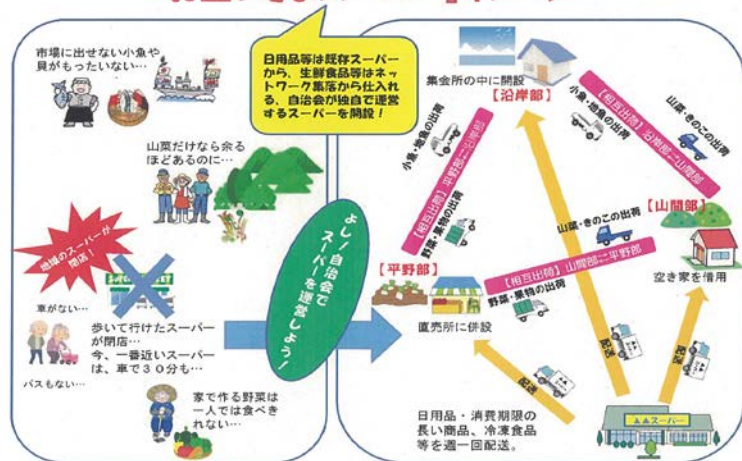 市場に出せない小魚や
貝がもったいない…
日用品等は既存スーパー
から、生鮮食品等はネッ
トワーク集落から仕入れ
る、自治会が独自で運営
するスーパーを開設！
山菜だけなら余る
ほどあるのに…
地域のスーパーが
閉店！
車がない…
バスもない…
歩いて行けたスーパー
が閉店…
今、一番近いスーパー
は、車で３０分も…
家で作る野菜は
一人では食べき
れない…
よし！自治会で
スーパーを運営しよう！
集会所の中に開設
【沿岸部】
小魚・地魚の出荷
【相互出荷】平野部⇔沿岸部
野菜・果物の出荷
小魚・地魚の出荷
【相互出荷】沿岸部⇔山間部
山菜・きのこの出荷
【山間部】
山菜・きのこの出荷
【相互出荷】山間部⇔平野部
野菜・果物の出荷
空き家を借用
【平野部】
直売所に併設
配送
配送
配送
日用品・消費期限の
長い商品、冷凍食品
等を週一回配送。
▲▲スーパー